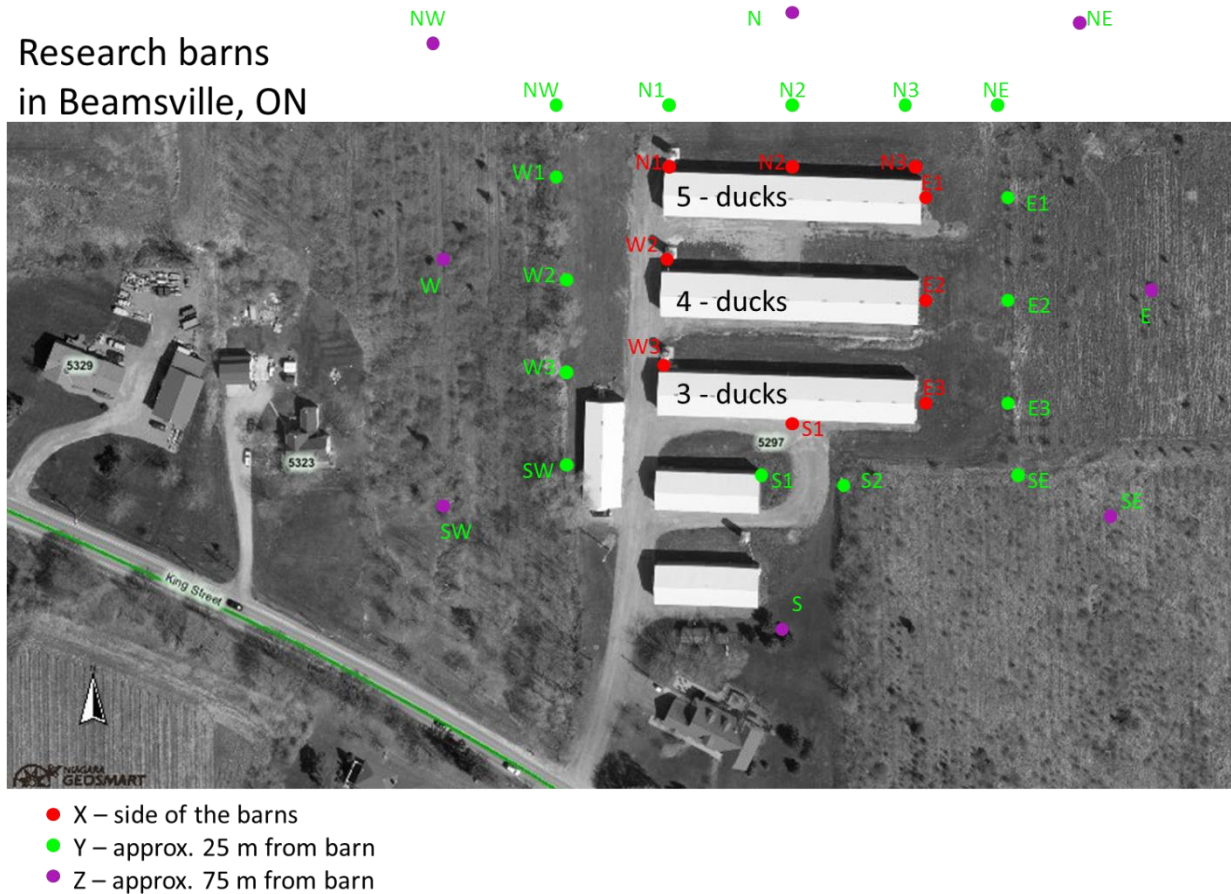 NW N NE
Research barns
in Beamsville, ON
NW N1 N2 N3 NE
N1 N2 N3
W1
E1
5 - ducks
E1
W2
W
W2
E2
4 - ducks
E2
E
W3
5329
W3
3 - ducks
E3
E3
S1
5297
5323
SW
S1
S2
SE
SE
SW
King Street
S
N
NIAGARA
GEOSMART
X – side of the barns
Y – approx. 25 m from barn
Z – approx. 75 m from barn